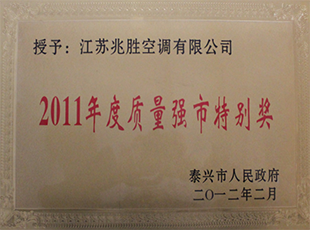 授予：江苏兆胜空调有限公司
2011年度质量强市特别奖
泰兴市人民政府
二〇一二年二月